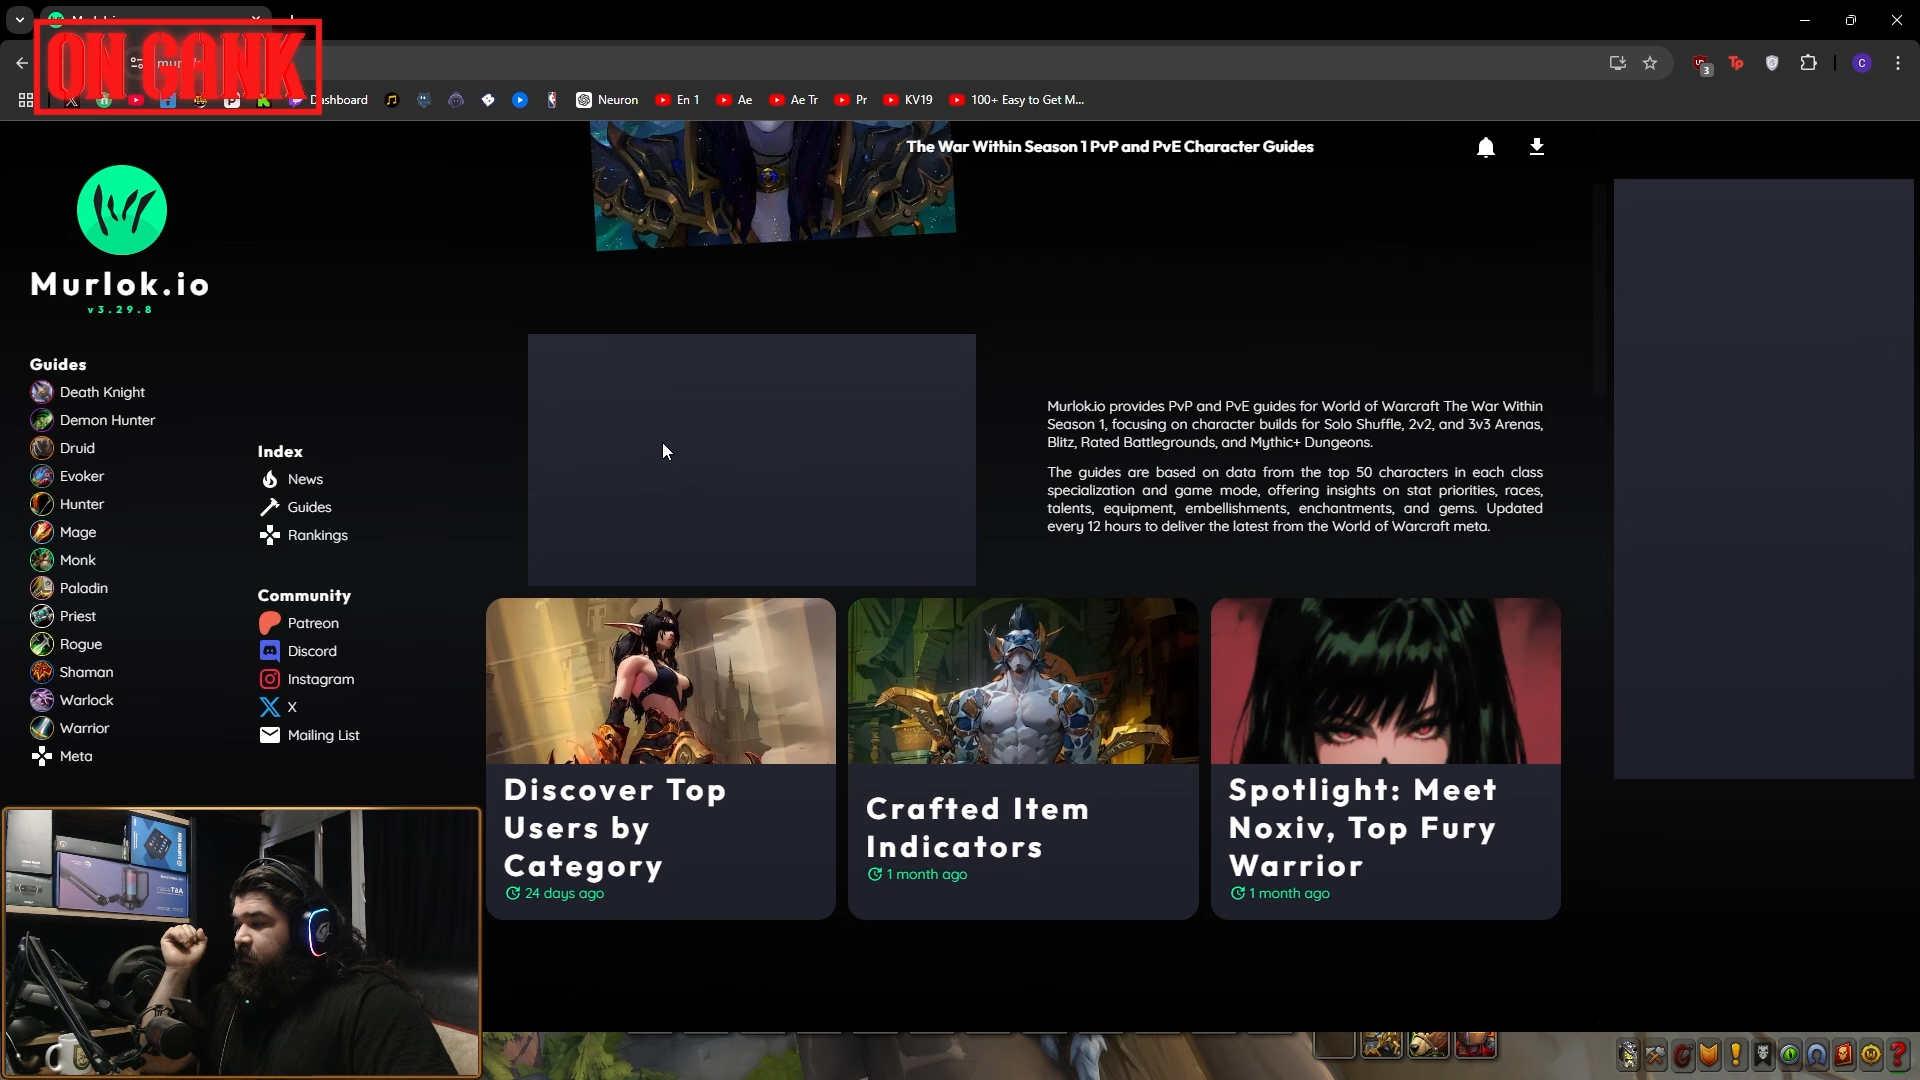 Murlok.io
ON GANK
murl
Dashboard
Neuron
En 1
Ae
Ae Tr
Pr
KV19
100+ Easy to Get M...
3
Tp
C
The War Within Season 1 PvP and PvE Character Guides
Murlok.io
v3.29.8
Guides
Death Knight
Demon Hunter
Druid
Evoker
Hunter
Mage
Monk
Paladin
Priest
Rogue
Shaman
Warlock
Warrior
Meta
Index
News
Guides
Rankings
Community
Patreon
Discord
Instagram
X
Mailing List
Murlok.io provides PvP and PvE guides for World of Warcraft The War Within
Season 1, focusing on character builds for Solo Shuffle, 2v2, and 3v3 Arenas,
Blitz, Rated Battlegrounds, and Mythic+ Dungeons.
The guides are based on data from the top 50 characters in each class
specialization and game mode, offering insights on stat priorities, races,
talents, equipment, embellishments, enchantments, and gems. Updated
every 12 hours to deliver the latest from the World of Warcraft meta.
Discover Top
Users by
Category
24 days ago
Crafted Item
Indicators
1 month ago
Spotlight: Meet
Noxiv, Top Fury
Warrior
1 month ago